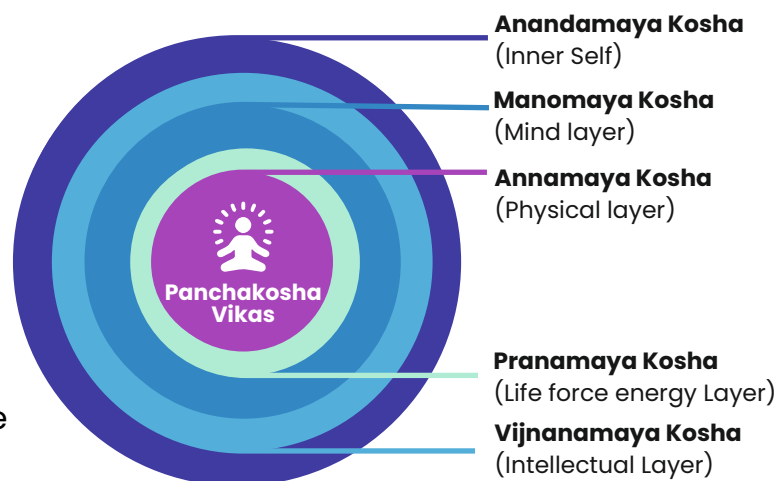 Anandamaya Kosha
(Inner Self)
Manomaya Kosha
(Mind layer)
Annamaya Kosha
(Physical layer)
Panchakosha
Vikas
Pranamaya Kosha
(Life force energy Layer)
e
Vijnanamaya Kosha
(Intellectual Layer)